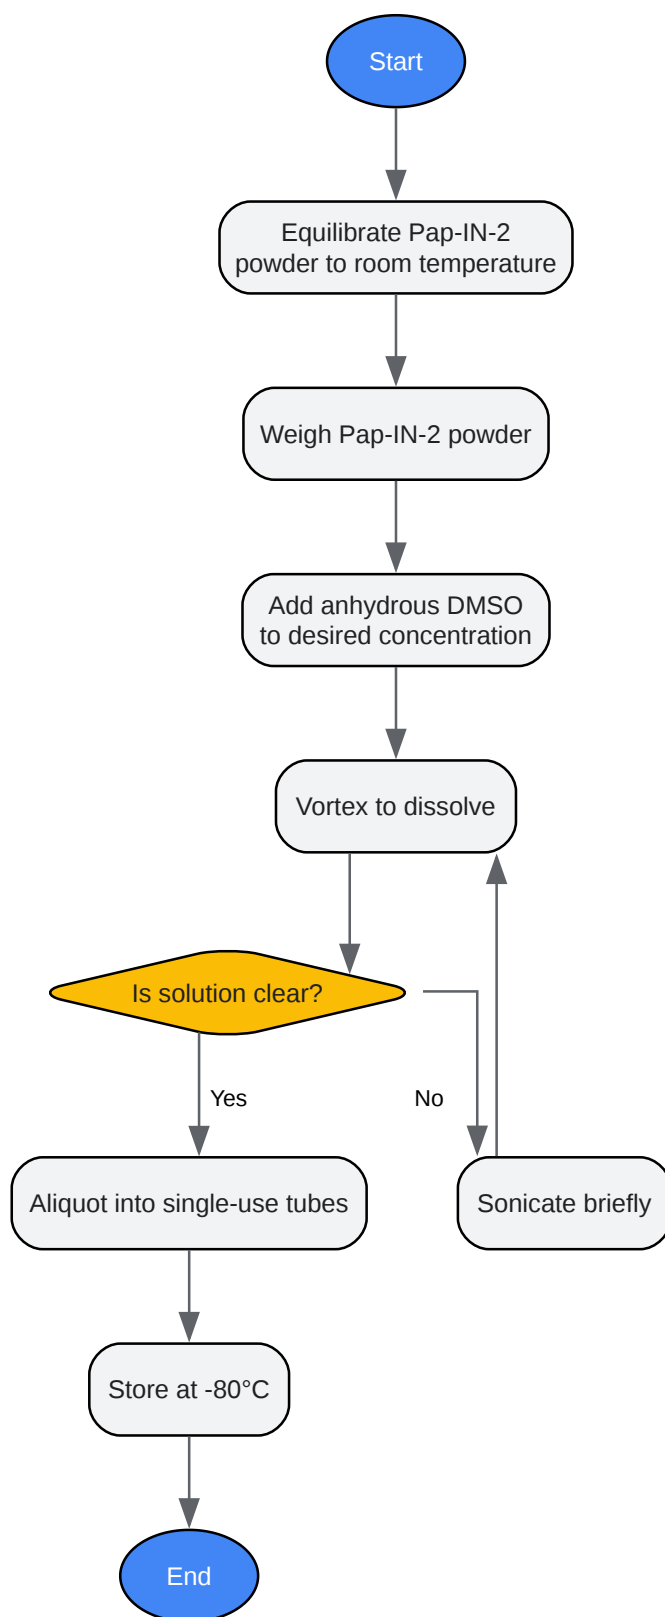 Start
Equilibrate Pap-IN-2
powder to room temperature
Weigh Pap-IN-2 powder
Add anhydrous DMSO
to desired concentration
Vortex to dissolve
Is solution clear?
Yes
No
Aliquot into single-use tubes
Sonicate briefly
Store at -80°C
End